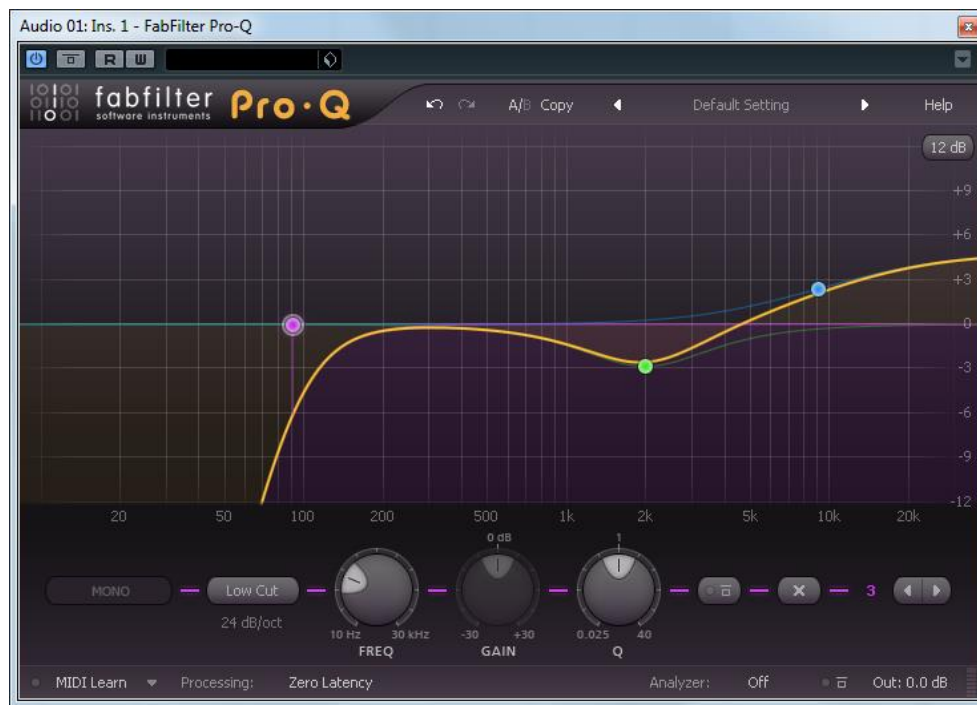 Audio 01: Ins. 1 - FabFilter Pro-Q
R W
fabfilter
software instruments
Pro·Q
A/B Copy Default Setting Help
12 dB
+9
+6
+3
0
-3
-6
-9
-12
20 50 100 200 500 1k 2k 5k 10k 20k
0 dB 1
MONO Low Cut 3
24 dB/oct
10 Hz 30 kHz -30 +30 0.025 40
FREQ GAIN Q
MIDI Learn Processing: Zero Latency Analyzer: Off Out: 0.0 dB